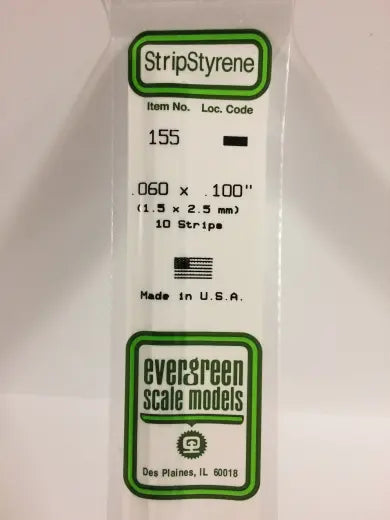 StripStyrene
Item No. Loc. Code
155
.060 x .100"
(1.5 x 2.5 mm)
10 Strips
Made in U.S.A.
evergreen
scale models
Des Plaines, IL 60018